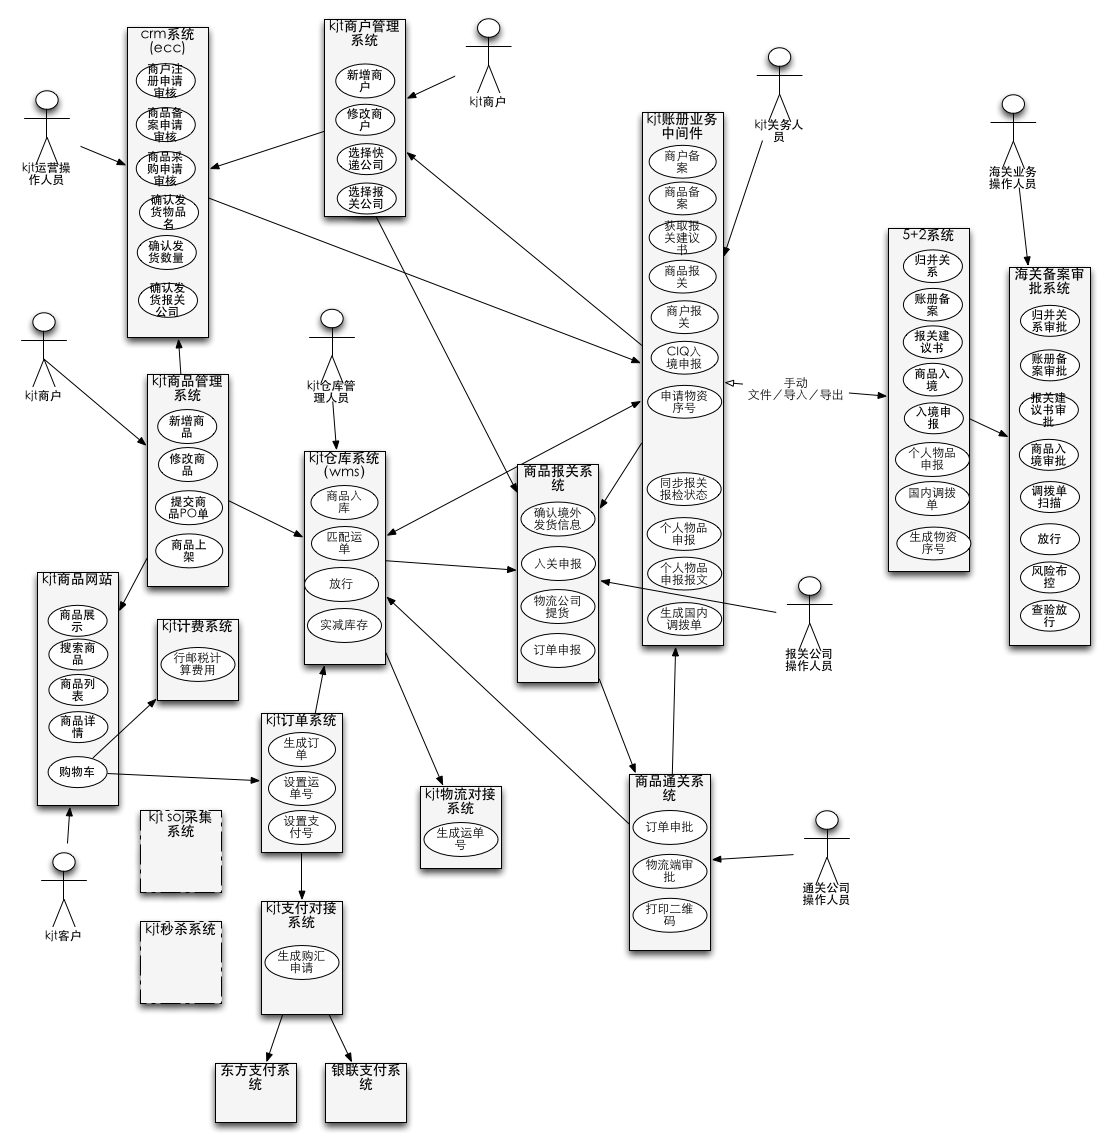 crm系统
(ecc)
商户注
册申请
审核
商品备
案申请
审核
商品采
购申请
审核
确认发
货物品
名
确认发
货数量
确认发
货报关
公司
kjt运营操
作人员
kjt商户管理
系统
新增商
户
修改商
户
选择快
递公司
选择报
关公司
kjt商户
kjt账册业务
中间件
商户备
案
商品备
案
获取报
关建议
书
商品报
关
商户报
关
CIQ入
境申报
申请物资
序号
同步报关
报检状态
个人物品
申报
个人物品
申报报文
生成国内
调拨单
kjt关务人
员
手动
文件／导入／导出
5+2系统
归并关
系
账册备
案
报关建
议书
商品入
境
入境申
报
个人物品
申报
国内调拨
单
生成物资
序号
海关业务
操作人员
海关备案审
批系统
归并关
系审批
账册备
案审批
报关建
议书审
批
商品入
境审批
调拨单
扫描
放行
风险布
控
查验放
行
kjt商户
kjt商品管理
系统
新增商
品
修改商
品
提交商
品PO单
商品上
架
kjt仓库管
理人员
kjt仓库系统
(wms)
商品入
库
匹配运
单
放行
实减库存
商品报关系
统
确认境外
发货信息
入关申报
物流公司
提货
订单申报
报关公司
操作人员
kjt商品网站
商品展
示
搜索商
品
商品列
表
商品详
情
购物车
kjt计费系统
行邮税计
算费用
kjt订单系统
生成订
单
设置运
单号
设置支
付号
kjt物流对接
系统
生成运单
号
商品通关系
统
订单审批
物流端审
批
打印二维
码
通关公司
操作人员
kjt soj采集
系统
kjt客户
kjt秒杀系统
kjt支付对接
系统
生成购汇
申请
东方支付系
统
银联支付系
统